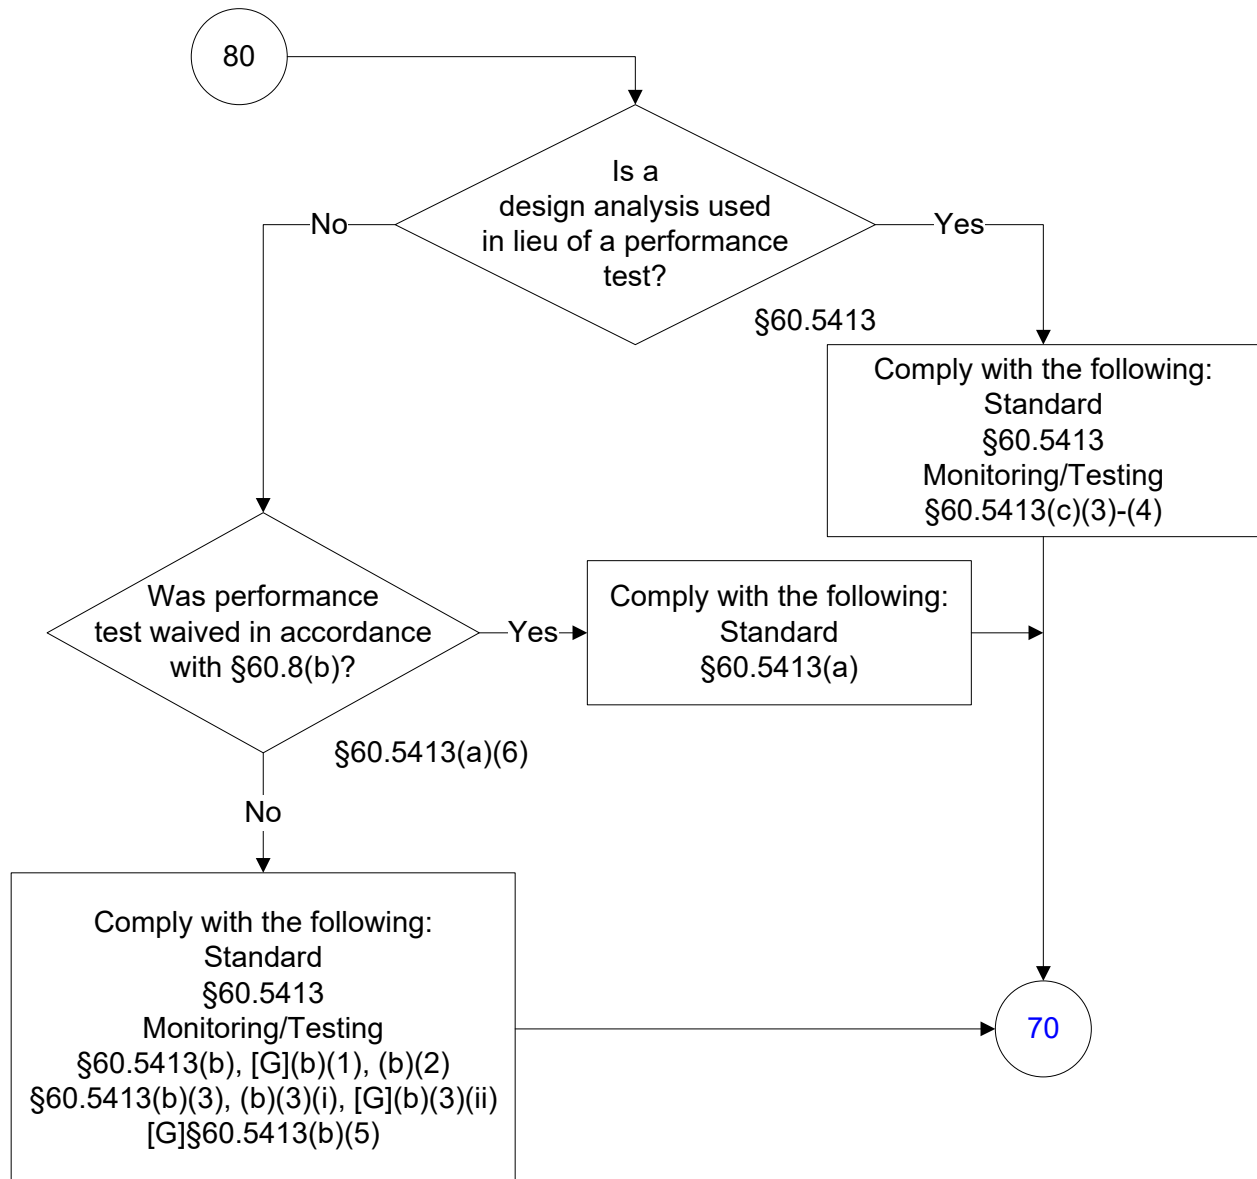 80
Is a
design analysis used
in lieu of a performance
test?
No
Yes
§60.5413
Comply with the following:
Standard
§60.5413
Monitoring/Testing
§60.5413(c)(3)-(4)
Was performance
test waived in accordance
with §60.8(b)?
Yes
Comply with the following:
Standard
§60.5413(a)
§60.5413(a)(6)
No
Comply with the following:
Standard
§60.5413
Monitoring/Testing
§60.5413(b), [G](b)(1), (b)(2)
§60.5413(b)(3), (b)(3)(i), [G](b)(3)(ii)
[G]§60.5413(b)(5)
70